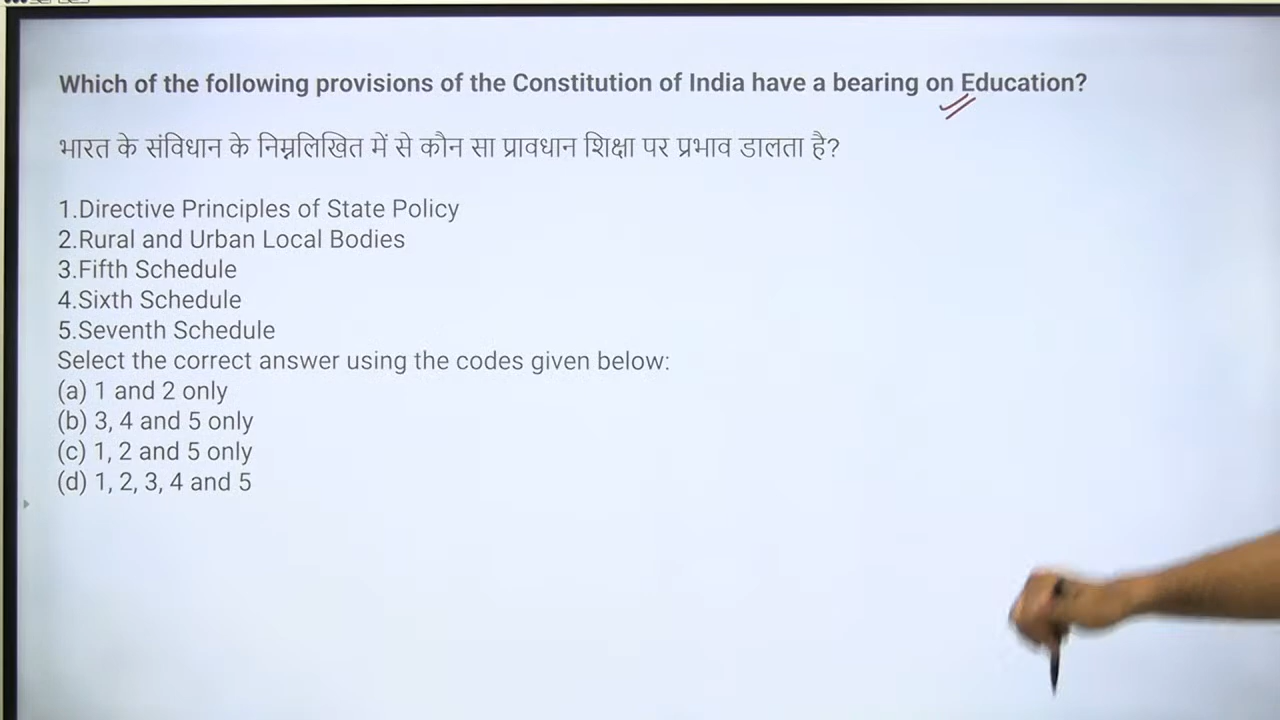 Which of the following provisions of the Constitution of India have a bearing on Education?
भारत के संविधान के निम्नलिखित में से कौन सा प्रावधान शिक्षा पर प्रभाव डालता है?
1.Directive Principles of State Policy
2.Rural and Urban Local Bodies
3.Fifth Schedule
4.Sixth Schedule
5.Seventh Schedule
Select the correct answer using the codes given below:
(a) 1 and 2 only
(b) 3, 4 and 5 only
(c) 1, 2 and 5 only
(d) 1, 2, 3, 4 and 5